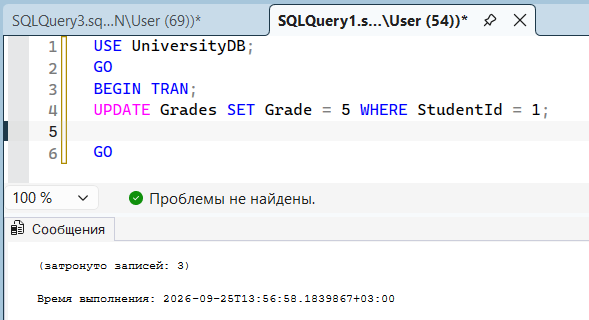 SQLQuery3.sq...N\User (69))*
SQLQuery1.s...\User (54))*
1 USE UniversityDB;
2 GO
3 BEGIN TRAN;
4 UPDATE Grades SET Grade = 5 WHERE StudentId = 1;
5
6 GO
100 %
Проблемы не найдены.
Сообщения
(затронуто записей: 3)
Время выполнения: 2026-09-25T13:56:58.1839867+03:00